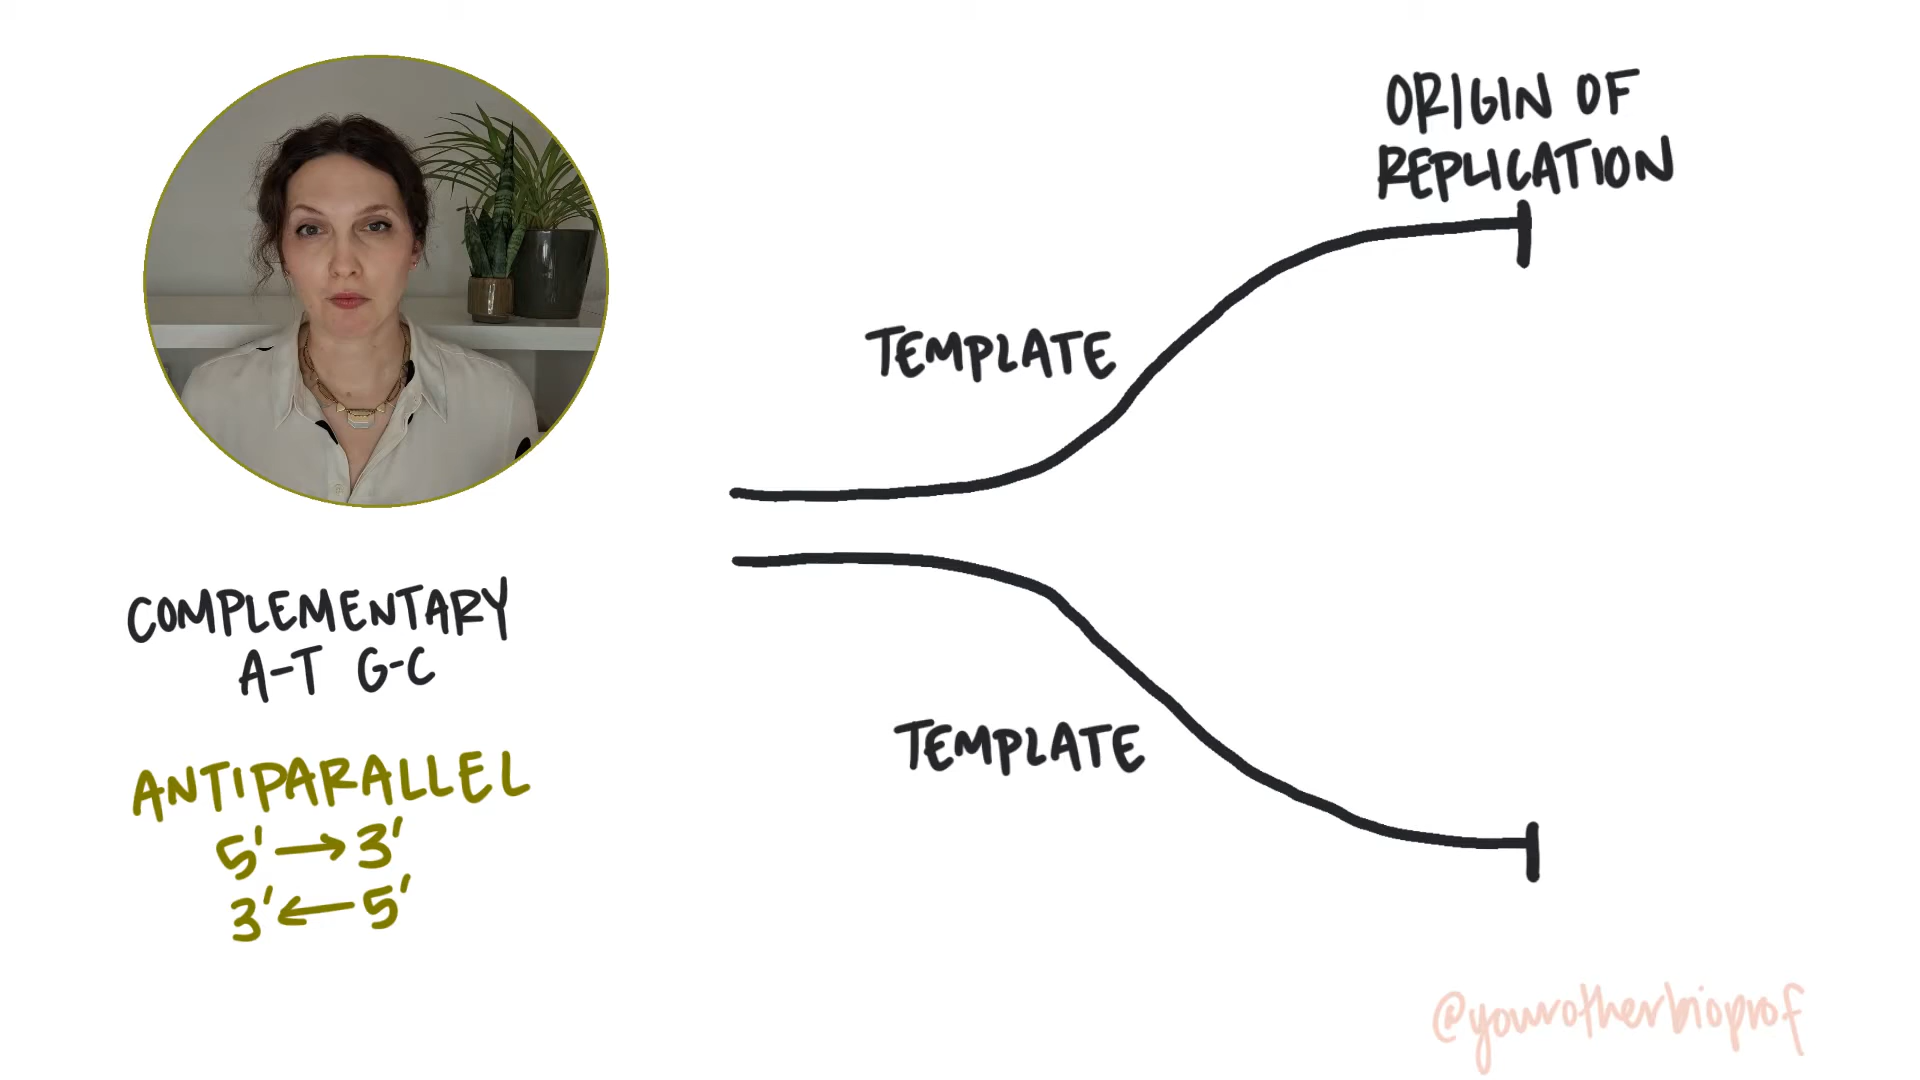 ORIGIN OF
REPLICATION
TEMPLATE
COMPLEMENTARY
A-T G-C
TEMPLATE
ANTIPARALLEL
5' → 3'
3' ← 5'
@yourotherbioprof